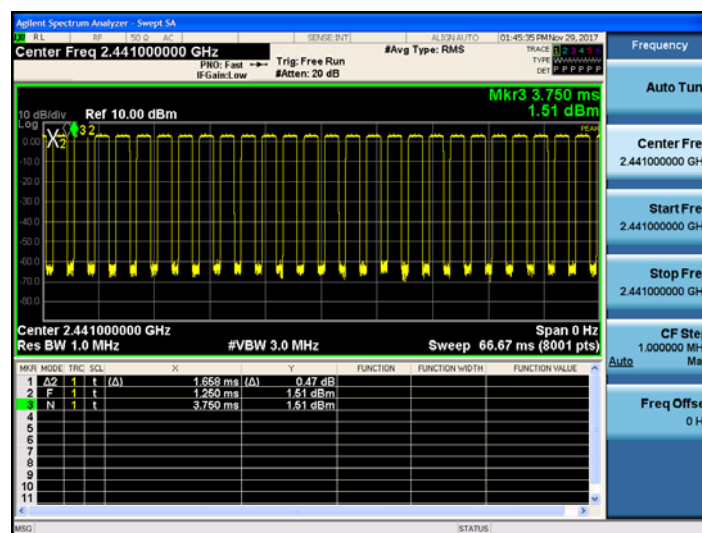 Agilent Spectrum Analyzer - Swept SA
RL RF 50 Ω AC SENSE:INT ALIGN AUTO 01:45:35 PM Nov 29, 2017
Center Freq 2.441000000 GHz
#Avg Type: RMS
TRACE 1 2 3 4 5 6
PNO: Fast Trig: Free Run
TYPE
IFGain:Low #Atten: 20 dB
DET P P P P P P
Mkr3 3.750 ms
10 dB/div Ref 10.00 dBm 1.51 dBm
Log
PEAK
3 2
2
0.00
-10.0
-20.0
-30.0
-40.0
-50.0
-60.0
-70.0
-80.0
Center 2.441000000 GHz Span 0 Hz
Res BW 1.0 MHz #VBW 3.0 MHz Sweep 66.67 ms (8001 pts)
MKR MODE TRC SCL X Y FUNCTION FUNCTION WIDTH FUNCTION VALUE
1 Δ2 1 t (Δ) 1.658 ms (Δ) 0.47 dB
2 F 1 t 1.250 ms 1.51 dBm
3 N 1 t 3.750 ms 1.51 dBm
4
5
6
7
8
9
10
11
MSG STATUS
Frequency
Auto Tun
Center Fre
2.441000000 GH
Start Fre
2.441000000 GH
Stop Fre
2.441000000 GH
CF Ste
1.000000 MH
Auto Ma
Freq Offse
0 H